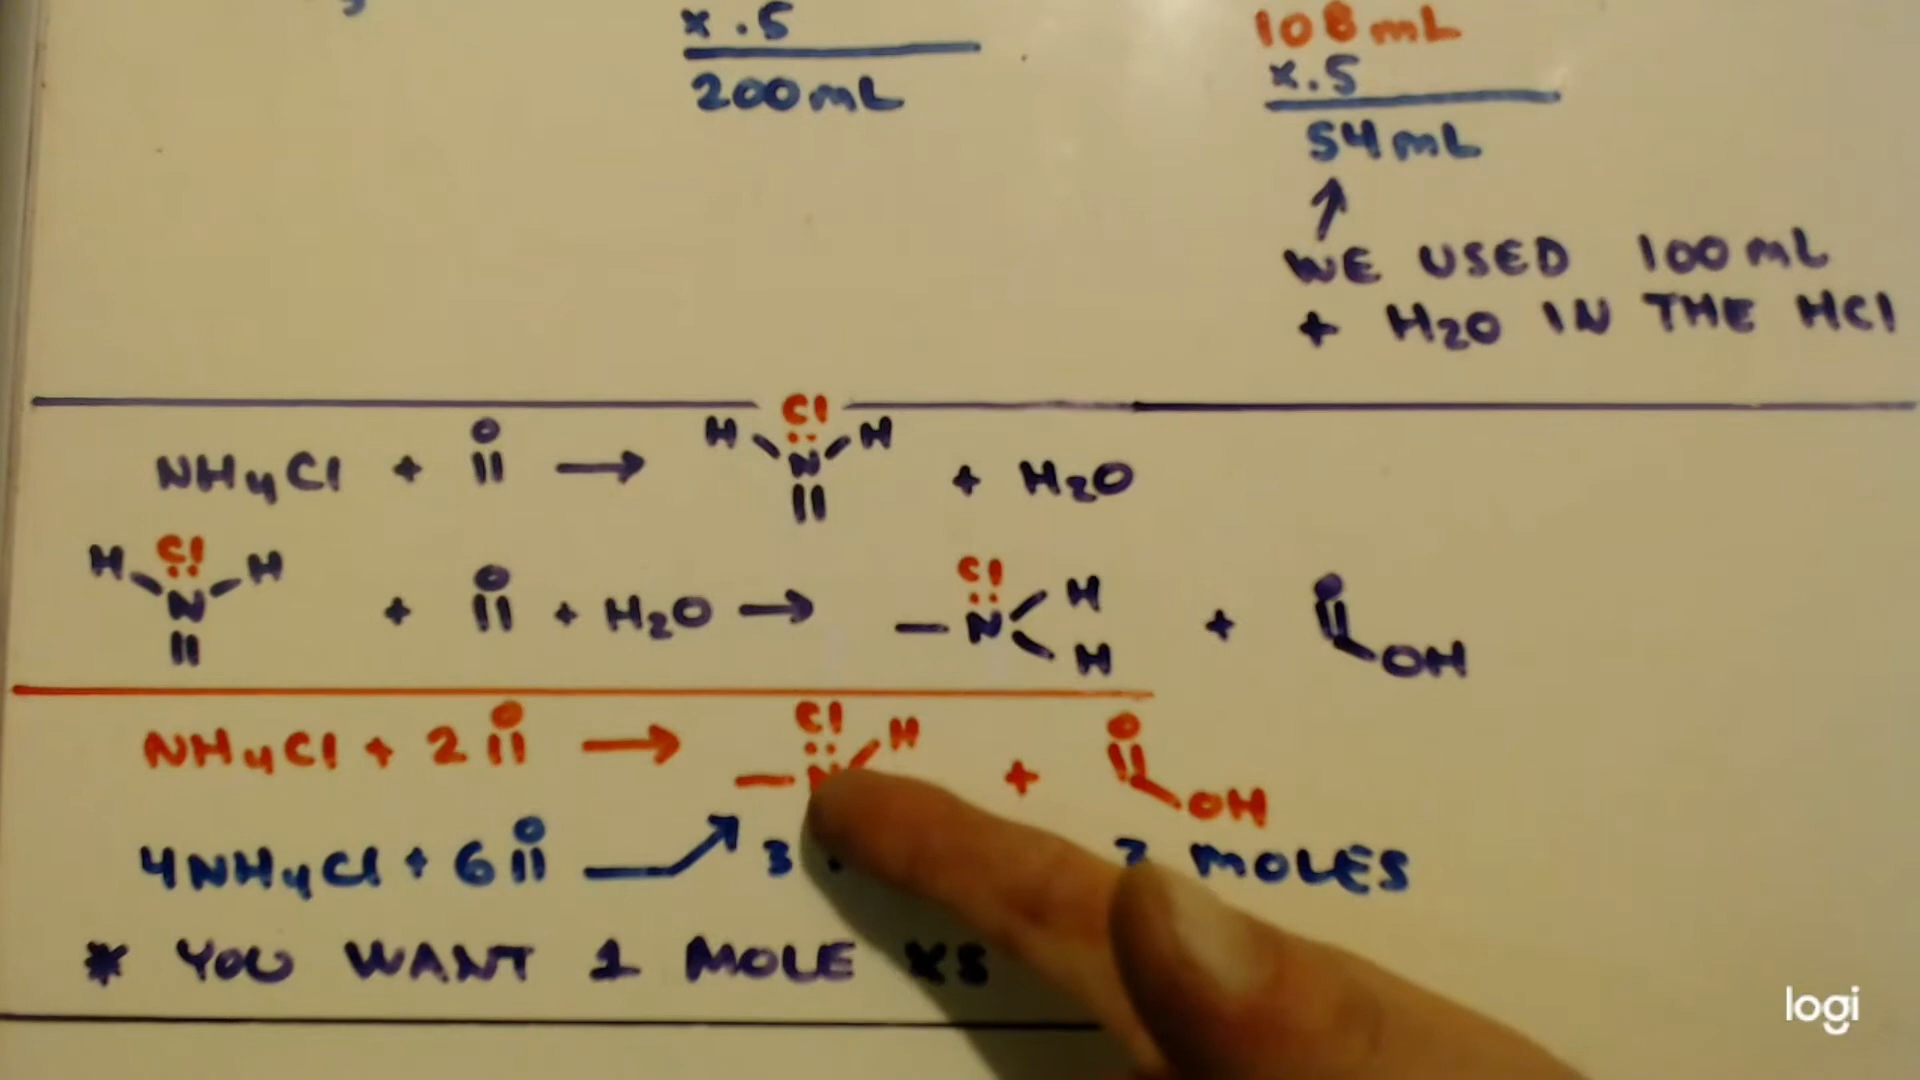 x .5
200mL
108mL
x.5
54mL
WE USED 100mL
+ H2O IN THE HCl
Cl
H H
O
NH4Cl + || → N + H2O
||
Cl
H H
O
N + || + H2O → — N + OH
||
Cl
H
H
O
NH4Cl + 2 || → — + OH
O
Cl
H
O
4NH4Cl + 6 || 3 MOLES
O
* YOU WANT 1 MOLE XS
logi